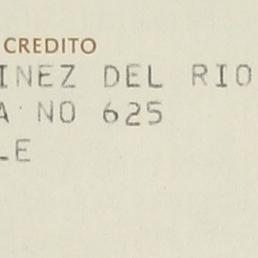 CREDITO
INEZ DEL RIO
A NO 625
LE